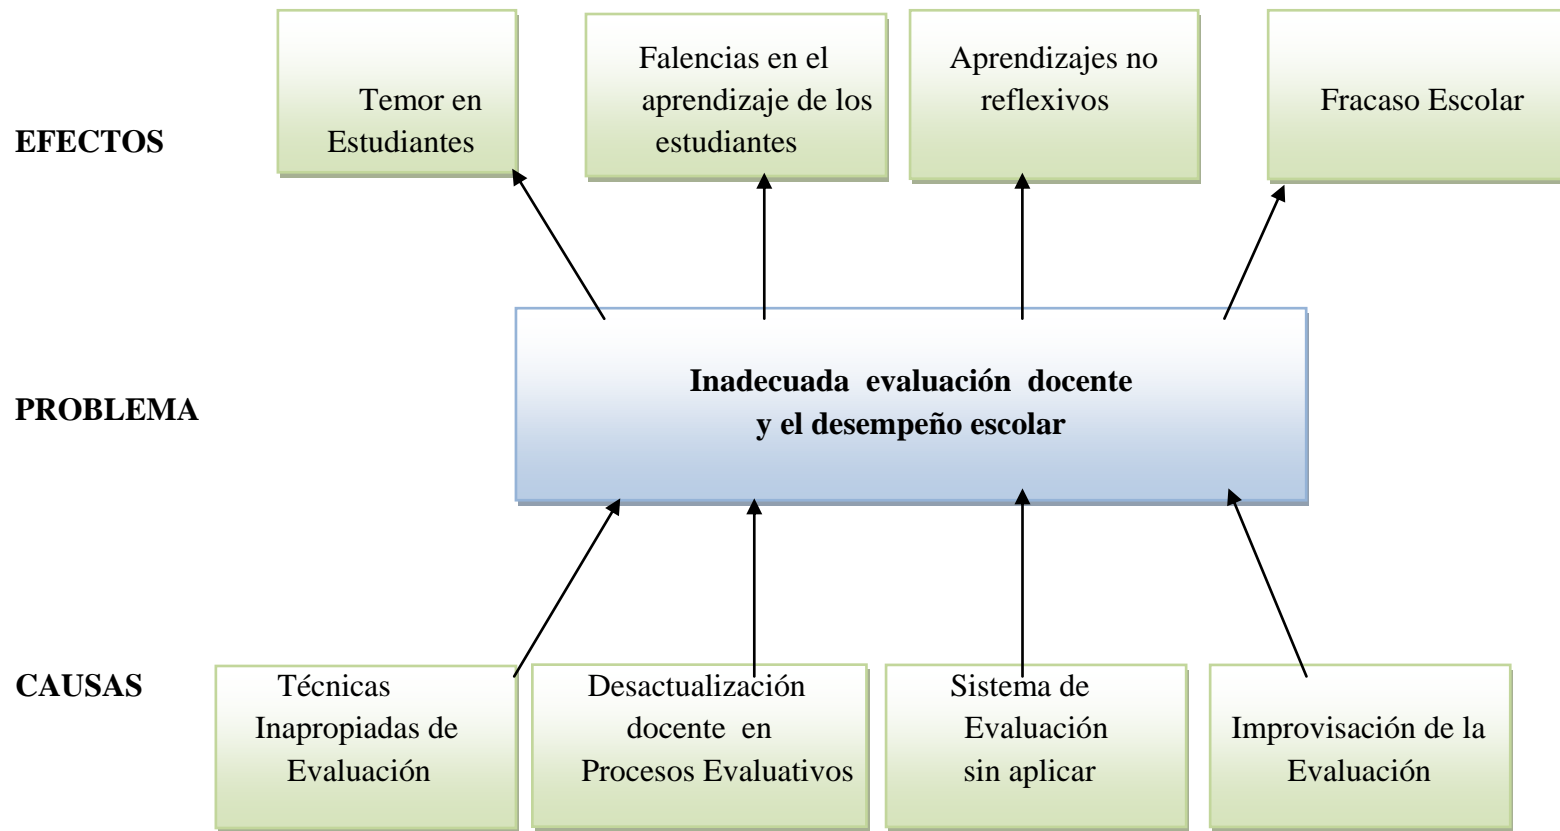 EFECTOS
Temor en
Estudiantes
Falencias en el
aprendizaje de los
estudiantes
Aprendizajes no
reflexivos
Fracaso Escolar
PROBLEMA
Inadecuada evaluación docente
y el desempeño escolar
CAUSAS
Técnicas
Inapropiadas de
Evaluación
Desactualización
docente en
Procesos Evaluativos
Sistema de
Evaluación
sin aplicar
Improvisación de la
Evaluación